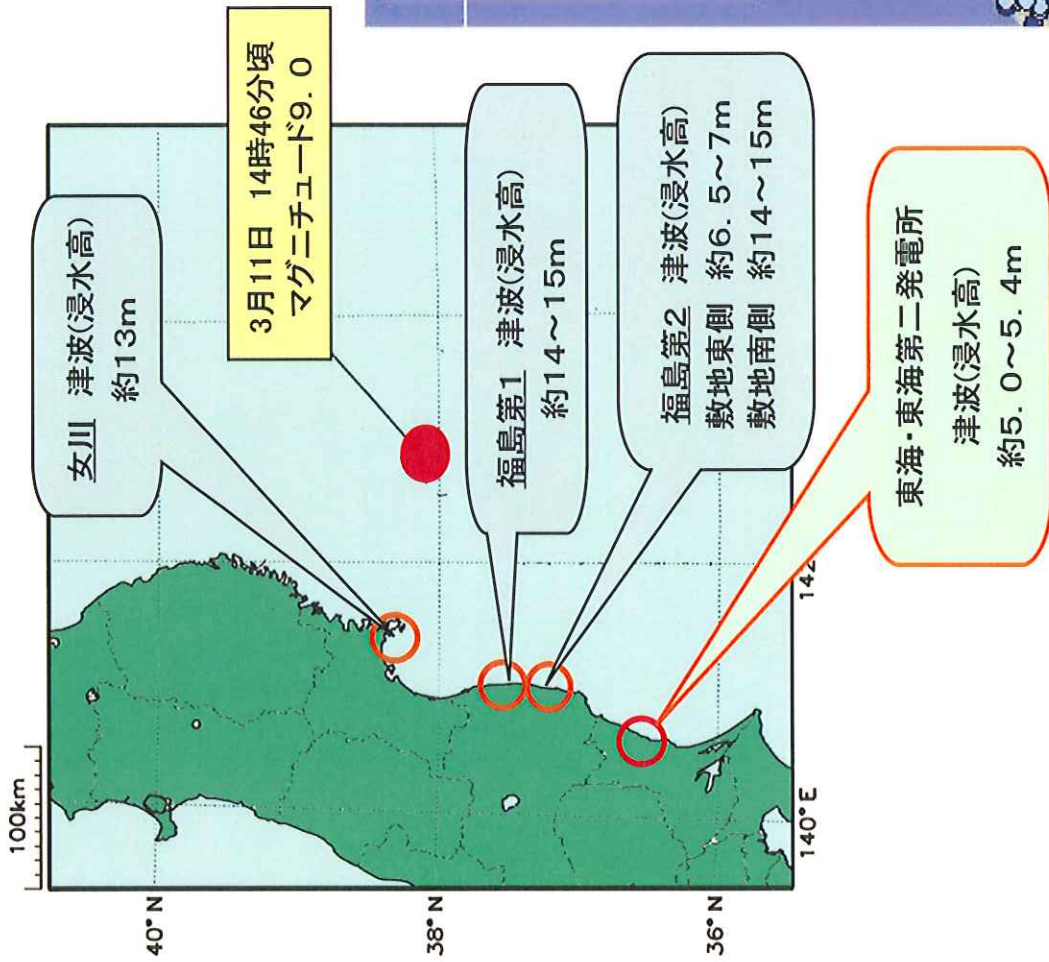 100km
40°N
38°N
36°N
140°E
142
女川 津波(浸水高)
約13m
3月11日 14時46分頃
マグニチュード9.0
福島第1 津波(浸水高)
約14～15m
福島第2 津波(浸水高)
敷地東側 約6.5～7m
敷地南側 約14～15m
東海・東海第二発電所
津波(浸水高)
約5.0～5.4m